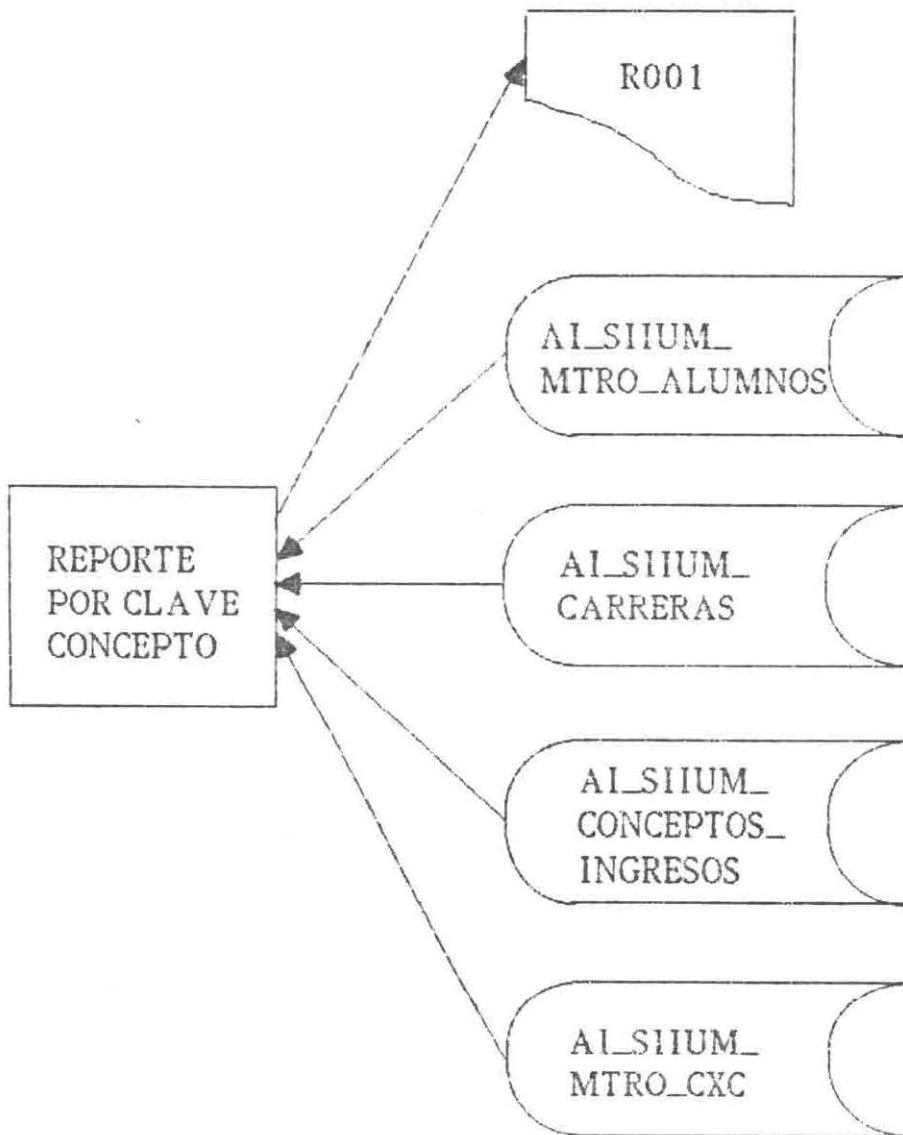 R001
AI_SIIUM_
MTRO_ALUMNOS
REPORTE
POR CLAVE
CONCEPTO
AI_SIIUM_
CARRERAS
AI_SIIUM_
CONCEPTOS_
INGRESOS
AI_SIIUM_
MTRO_CXC